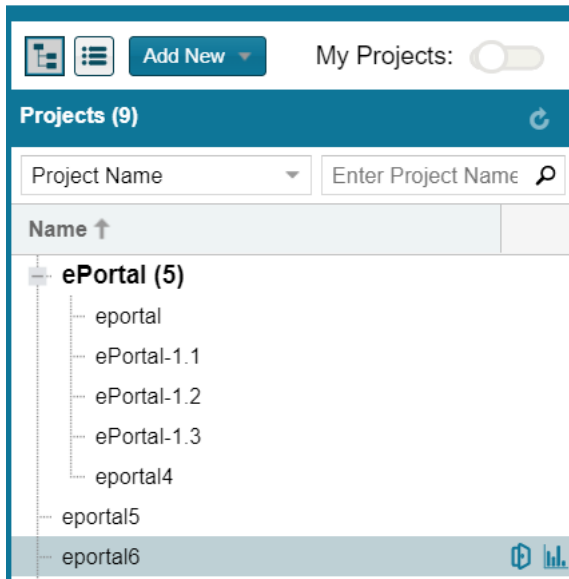 Add New My Projects:
Projects (9)
Project Name Enter Project Name
Name
ePortal (5)
eportal
ePortal-1.1
ePortal-1.2
ePortal-1.3
eportal4
eportal5
eportal6